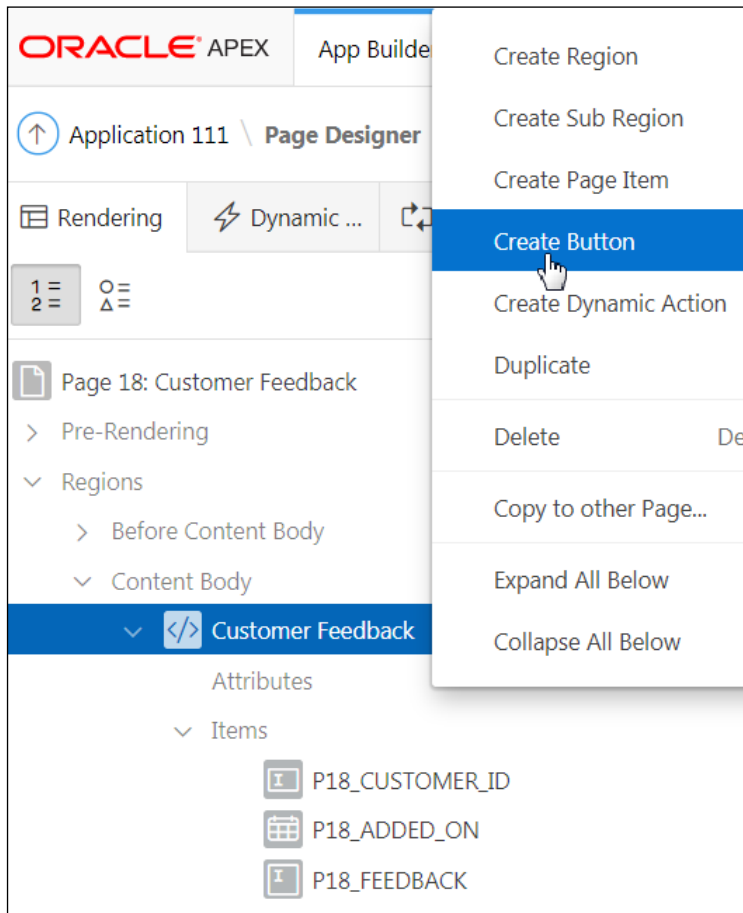 ORACLE® APEX
App Builde
Application 111 \ Page Designer
Rendering
Dynamic ...
1 =
2 =
Page 18: Customer Feedback
Pre-Rendering
Regions
Before Content Body
Content Body
</> Customer Feedback
Attributes
Items
P18_CUSTOMER_ID
P18_ADDED_ON
P18_FEEDBACK
Create Region
Create Sub Region
Create Page Item
Create Button
Create Dynamic Action
Duplicate
Delete De
Copy to other Page...
Expand All Below
Collapse All Below